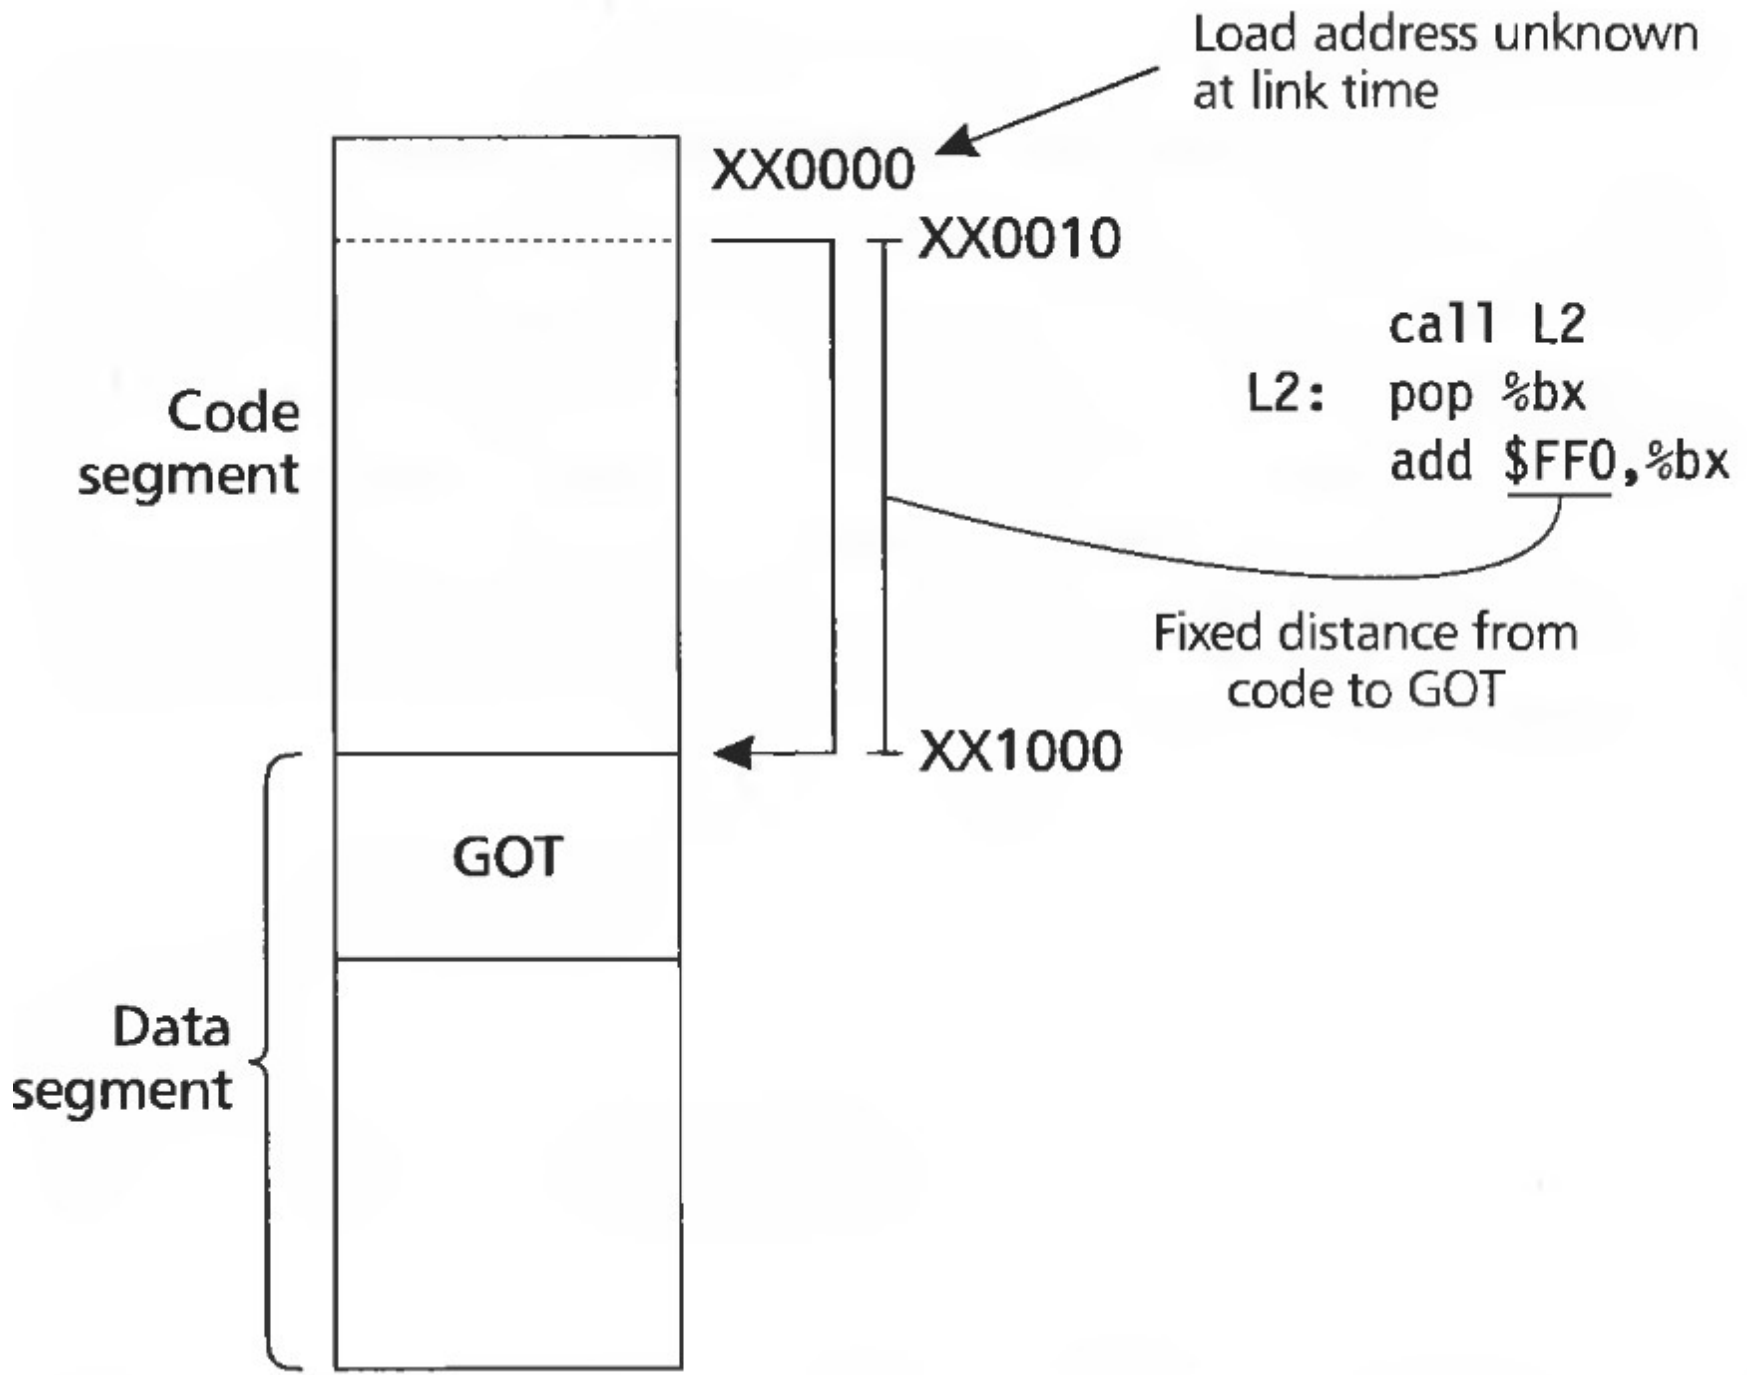 Load address unknown
at link time
XX0000
XX0010
call L2
L2: pop %bx
add $FF0,%bx
Code
segment
Fixed distance from
code to GOT
XX1000
GOT
Data
segment